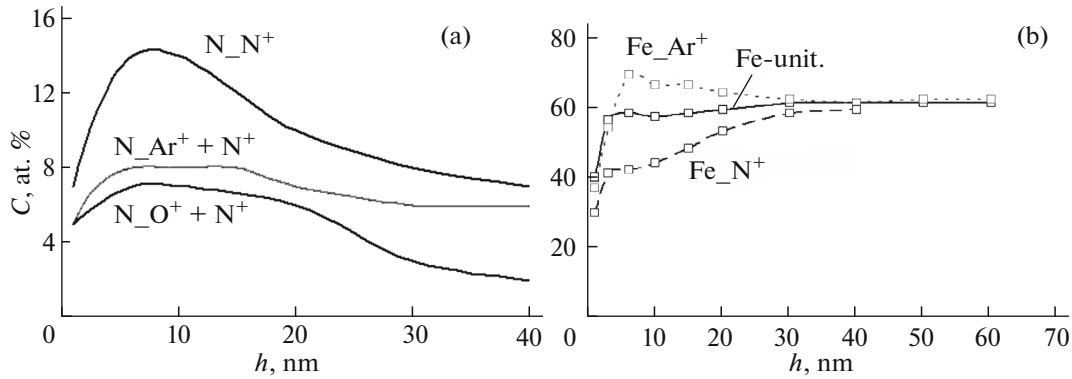 16
12
8
4
0
10
20
30
40
C, at. %
h, nm
(a)
N_N⁺
N_Ar⁺ + N⁺
N_O⁺ + N⁺
80
60
40
20
0
10
20
30
40
50
60
70
h, nm
(b)
Fe_Ar⁺
Fe-unit.
Fe_N⁺